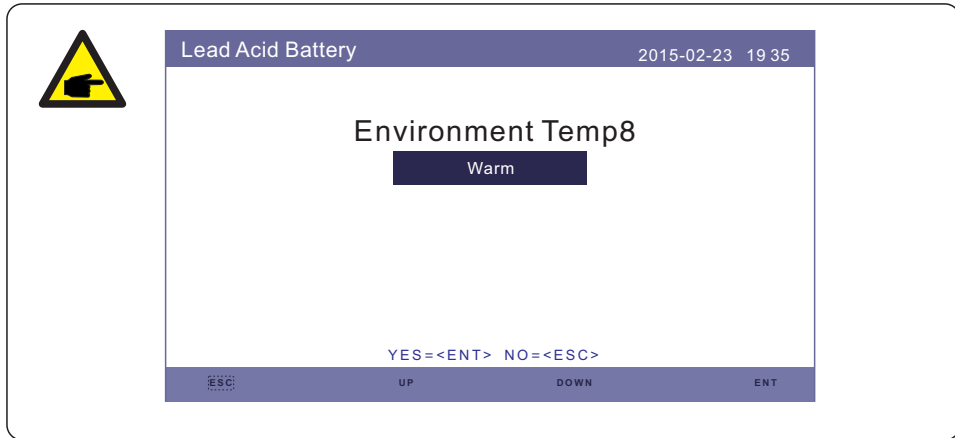 Lead Acid Battery 2015-02-23 19 35
Environment Temp8
Warm
YES=<ENT> NO=<ESC>
ESC UP DOWN ENT